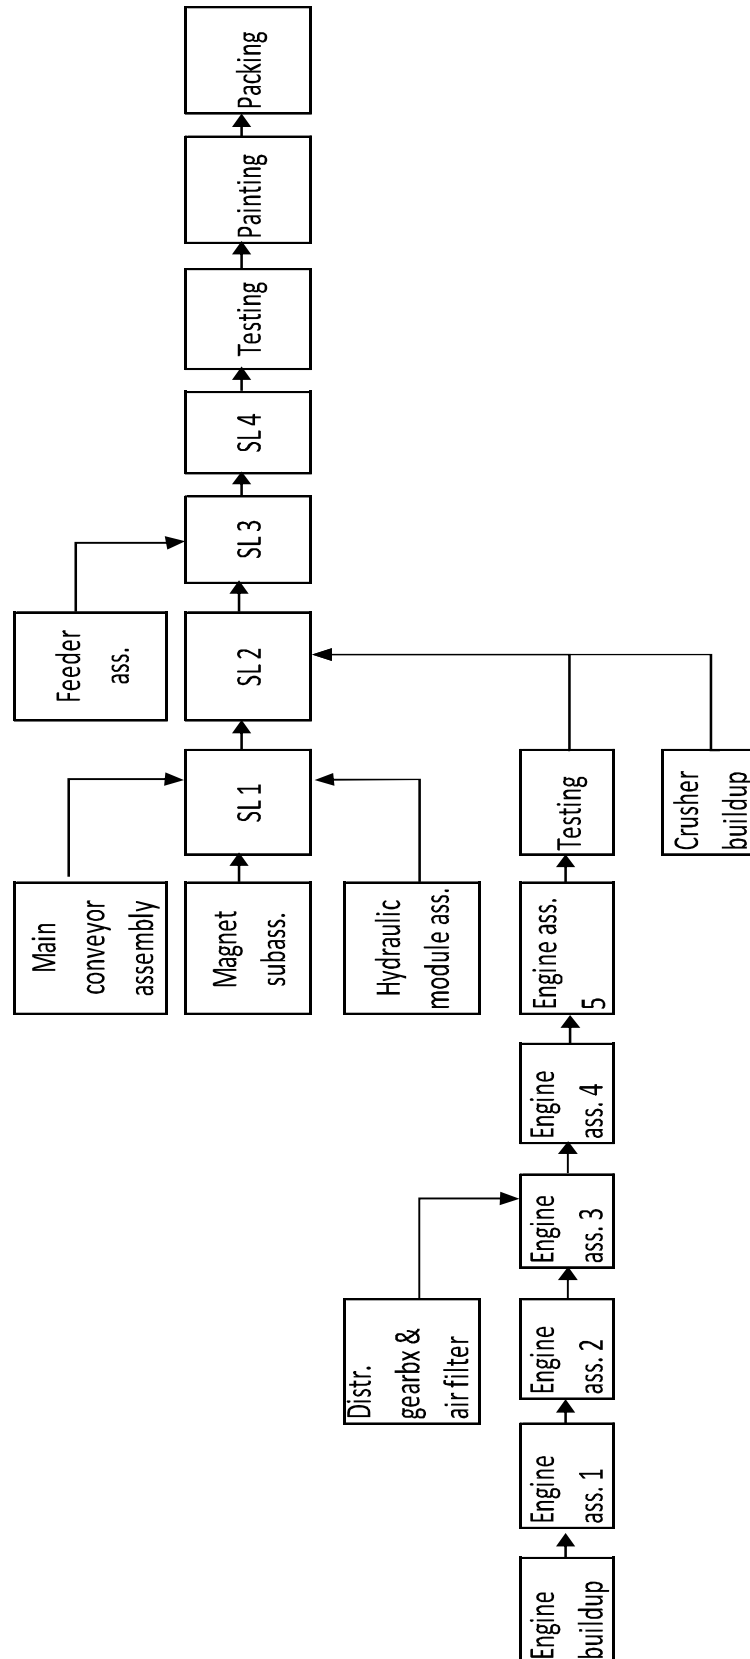 Engine
buildup
Engine
ass. 1
Engine
ass. 2
Distr.
gearbx &
air filter
Engine
ass. 3
Engine
ass. 4
Engine ass.
5
Testing
Crusher
buildup
Main
conveyor
assembly
Magnet
subass.
Hydraulic
module ass.
SL 1
Feeder
ass.
SL 2
SL 3
SL 4
Testing
Painting
Packing